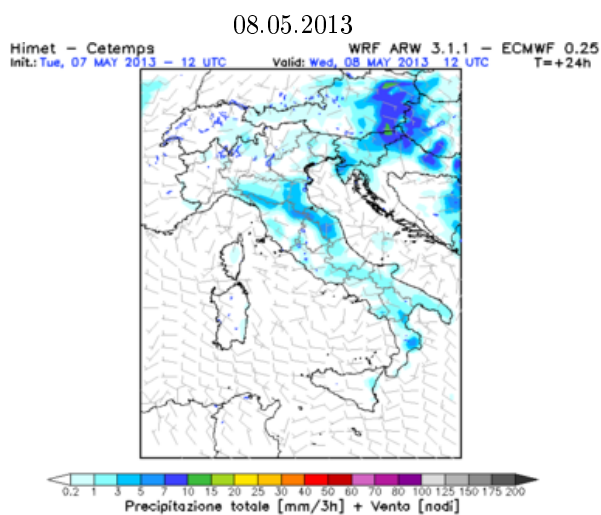 08.05.2013
Himet – Cetemps WRF ARW 3.1.1 – ECMWF 0.25
Init.: Tue, 07 MAY 2013 – 12 UTC Valid: Wed, 08 MAY 2013 12 UTC T=+24h
0.2 1 3 5 7 10 15 20 25 30 40 50 60 70 80 100 125 150 175 200
Precipitazione totale [mm/3h] + Vento [nodi]